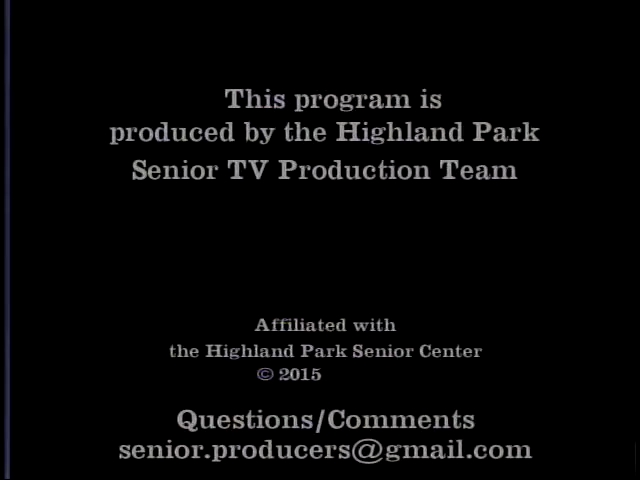 This program is
produced by the Highland Park
Senior TV Production Team
Affiliated with
the Highland Park Senior Center
© 2015
Questions/Comments
senior.producers@gmail.com